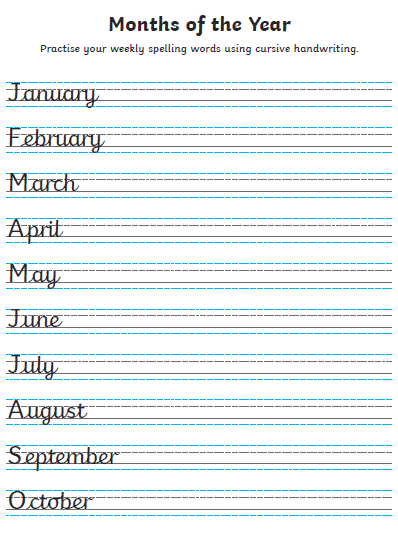 Months of the Year
Practise your weekly spelling words using cursive handwriting.
January
February
March
April
May
June
July
August
September
October